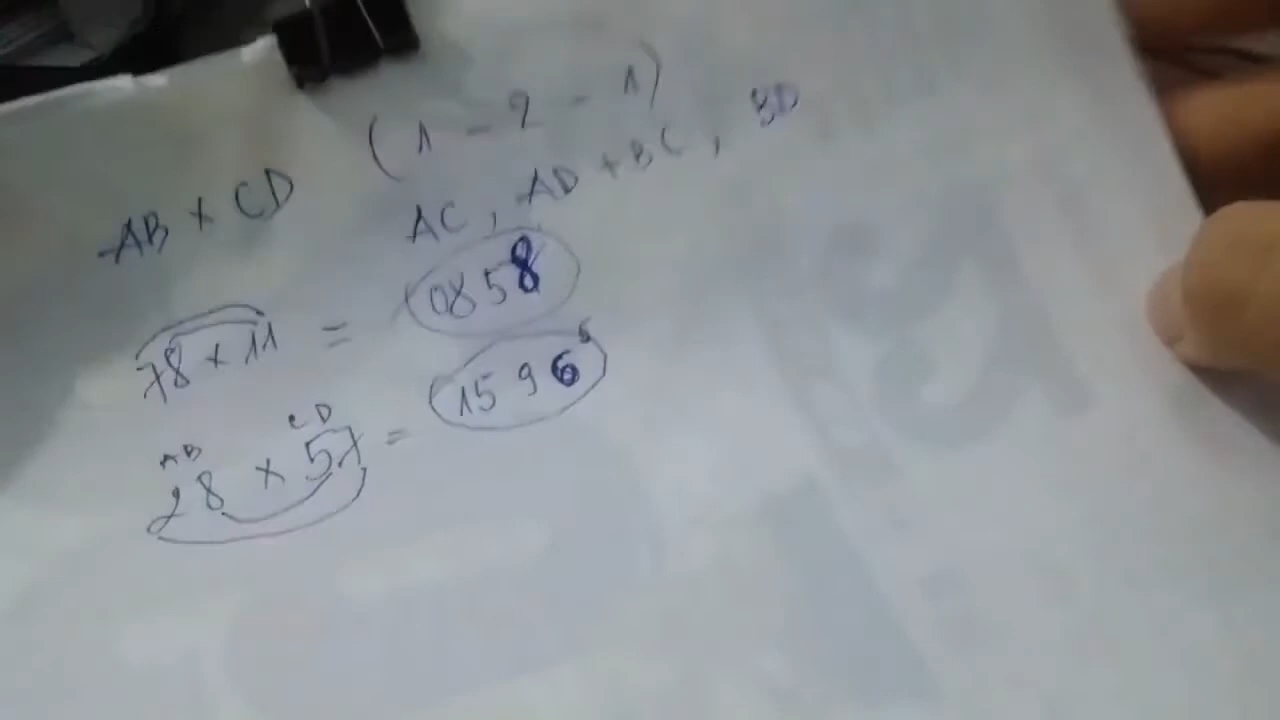 (1 - 2 - 1)
AB x CD AC, AD + BC, BD
78 x 11 = 0858
AB CD
28 x 57 = 1596